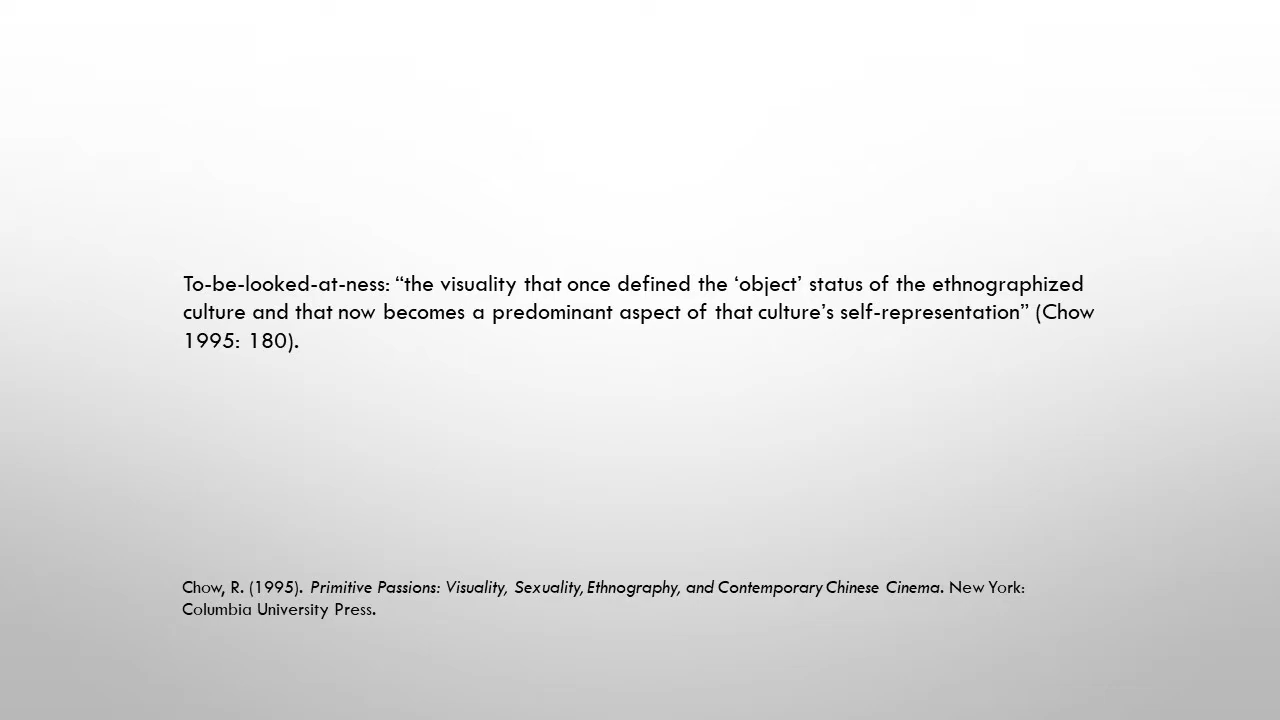 To-be-looked-at-ness: “the visuality that once defined the ‘object’ status of the ethnographized
culture and that now becomes a predominant aspect of that culture’s self-representation” (Chow
1995: 180).
Chow, R. (1995). Primitive Passions: Visuality, Sexuality, Ethnography, and Contemporary Chinese Cinema. New York:
Columbia University Press.